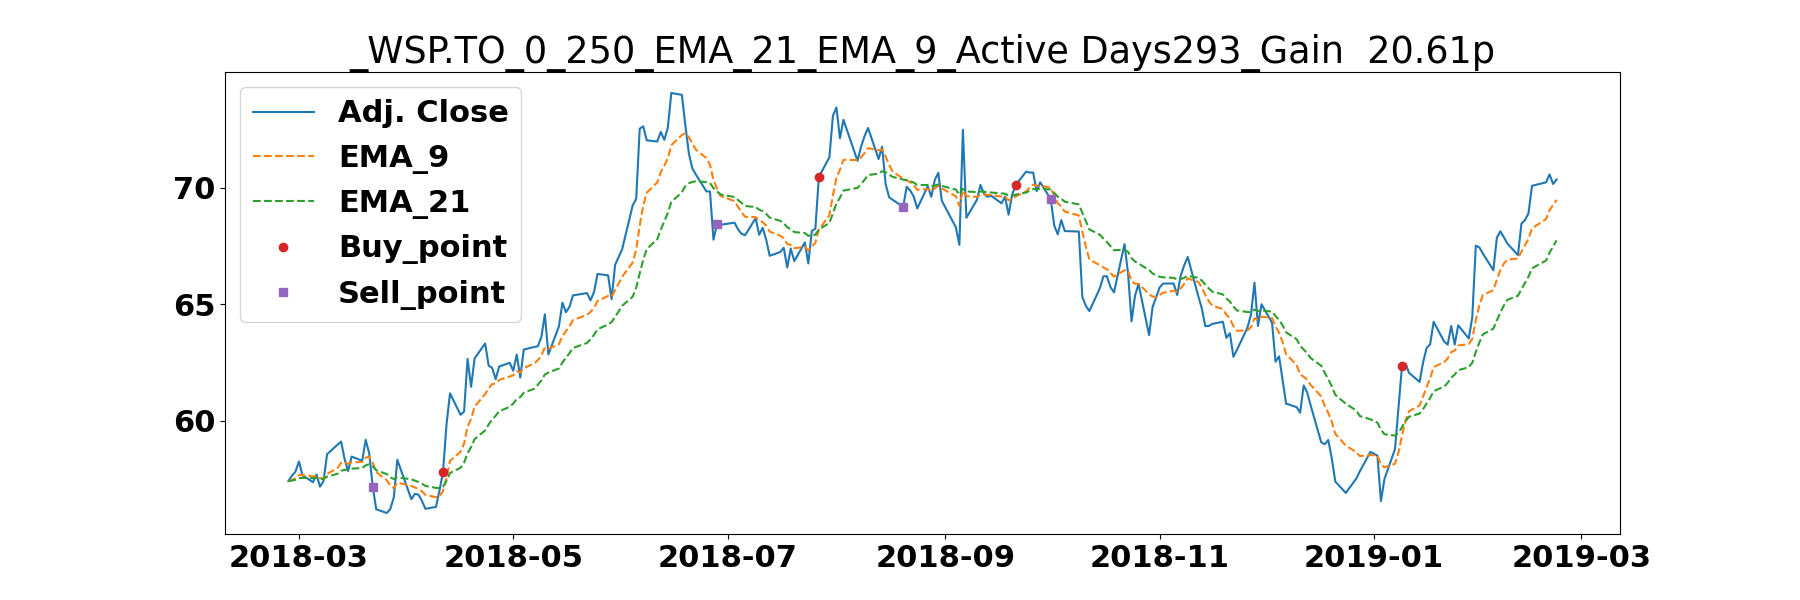 _WSP.TO_0_250_EMA_21_EMA_9_Active Days293_Gain  20.61p
Adj. Close
EMA_9
EMA_21
Buy_point
Sell_point
70
65
60
2018-03 2018-05 2018-07 2018-09 2018-11 2019-01 2019-03